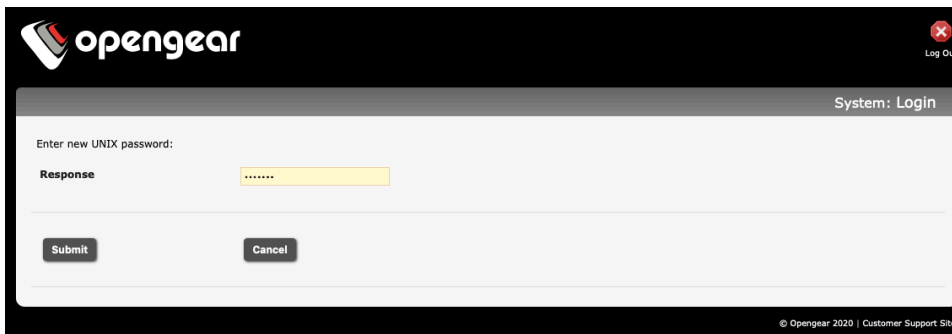 opengear
Log Ou
System: Login
Enter new UNIX password:
Response
.......
Submit
Cancel
© Opengear 2020 | Customer Support Sit